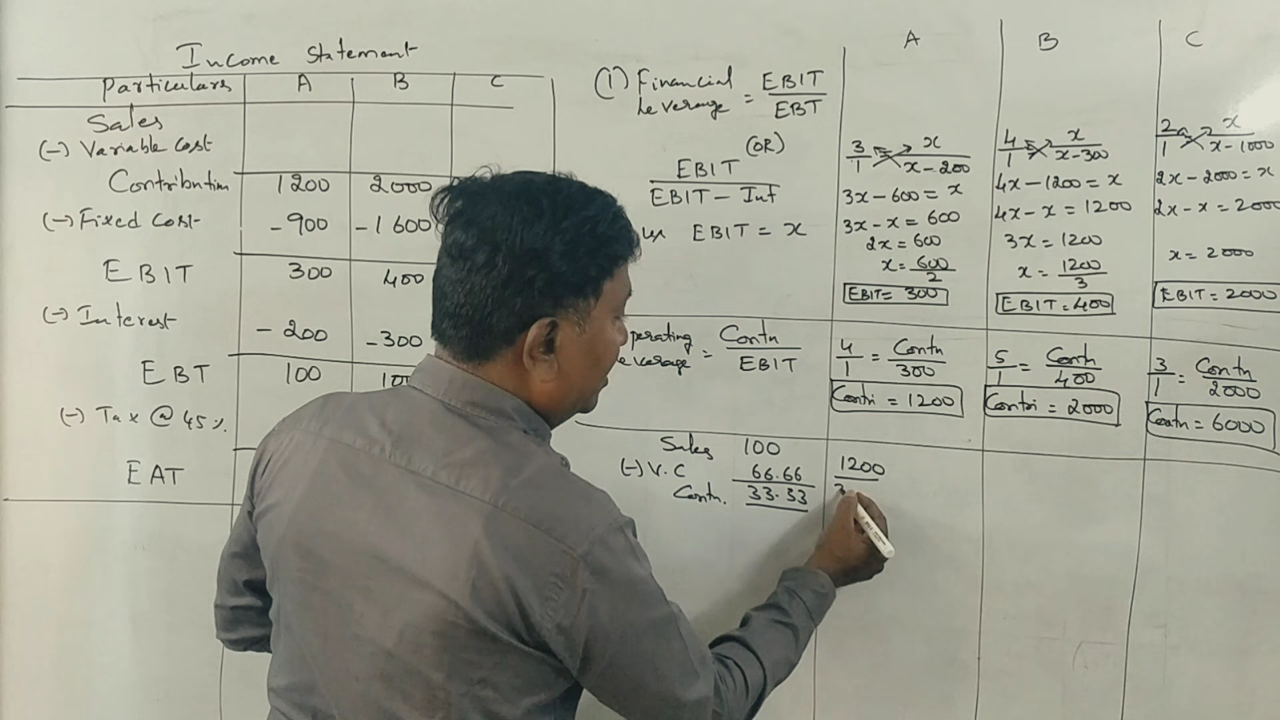 Income Statement
Particulars A B C
Sales
(-) Variable Cost
Contribution 1200 2000
(-) Fixed Cost - 900 - 1600
EBIT 300 400
(-) Interest - 200 - 300
EBT 100 100
(-) Tax @ 45 %.
EAT
(1) Financial Leverage = EBIT / EBT
(OR)
EBIT / EBIT - Int
EBIT = x
Operating Leverage = Contn / EBIT
Sales 100
(-) V.C 66.66
Contn. 33.33
A
3/1 = x / x - 200
3x - 600 = x
3x - x = 600
2x = 600
x = 600/2
EBIT = 300
4/1 = Contn / 300
Contri = 1200
1200
3
B
4/1 x / x - 300
4x - 1200 = x
4x - x = 1200
3x = 1200
x = 1200/3
EBIT = 400
5/1 = Contn / 400
Contri = 2000
C
2/1 x / x - 1000
2x - 2000 = x
2x - x = 2000
x = 2000
EBIT = 2000
3/1 = Contn / 2000
Contn = 6000